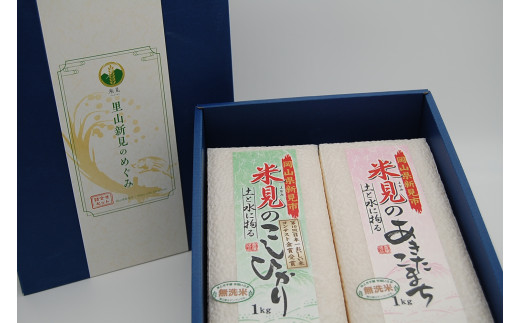 里山新見のめぐみ
岡山県新見市
米見のこしひかり
土と水に拘る
無洗米
1kg
岡山県新見市
米見のあきたこまち
土と水に拘る
無洗米
1kg